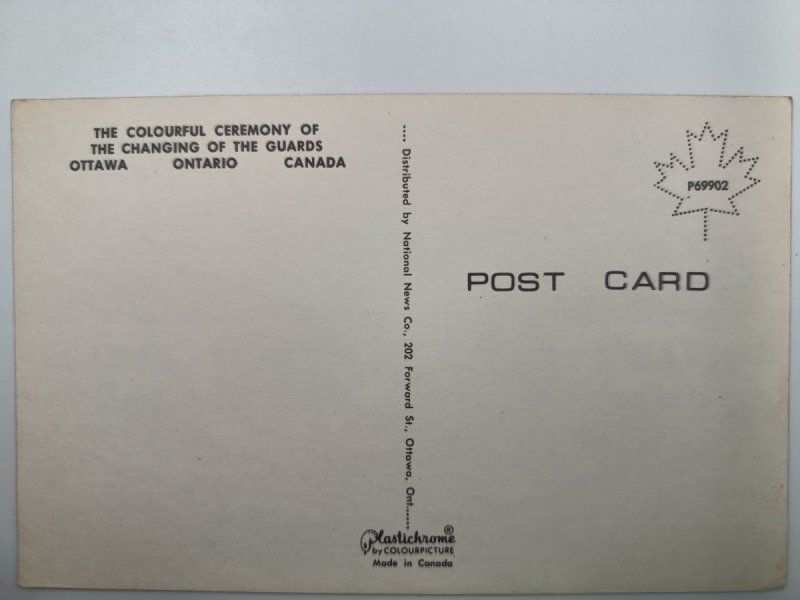 THE COLOURFUL CEREMONY OF
THE CHANGING OF THE GUARDS
OTTAWA ONTARIO CANADA
.... Distributed by National News Co., 202 Forward St., Ottawa, Ont.....
P69902
POST CARD
Plastichrome®
by COLOURPICTURE
Made in Canada